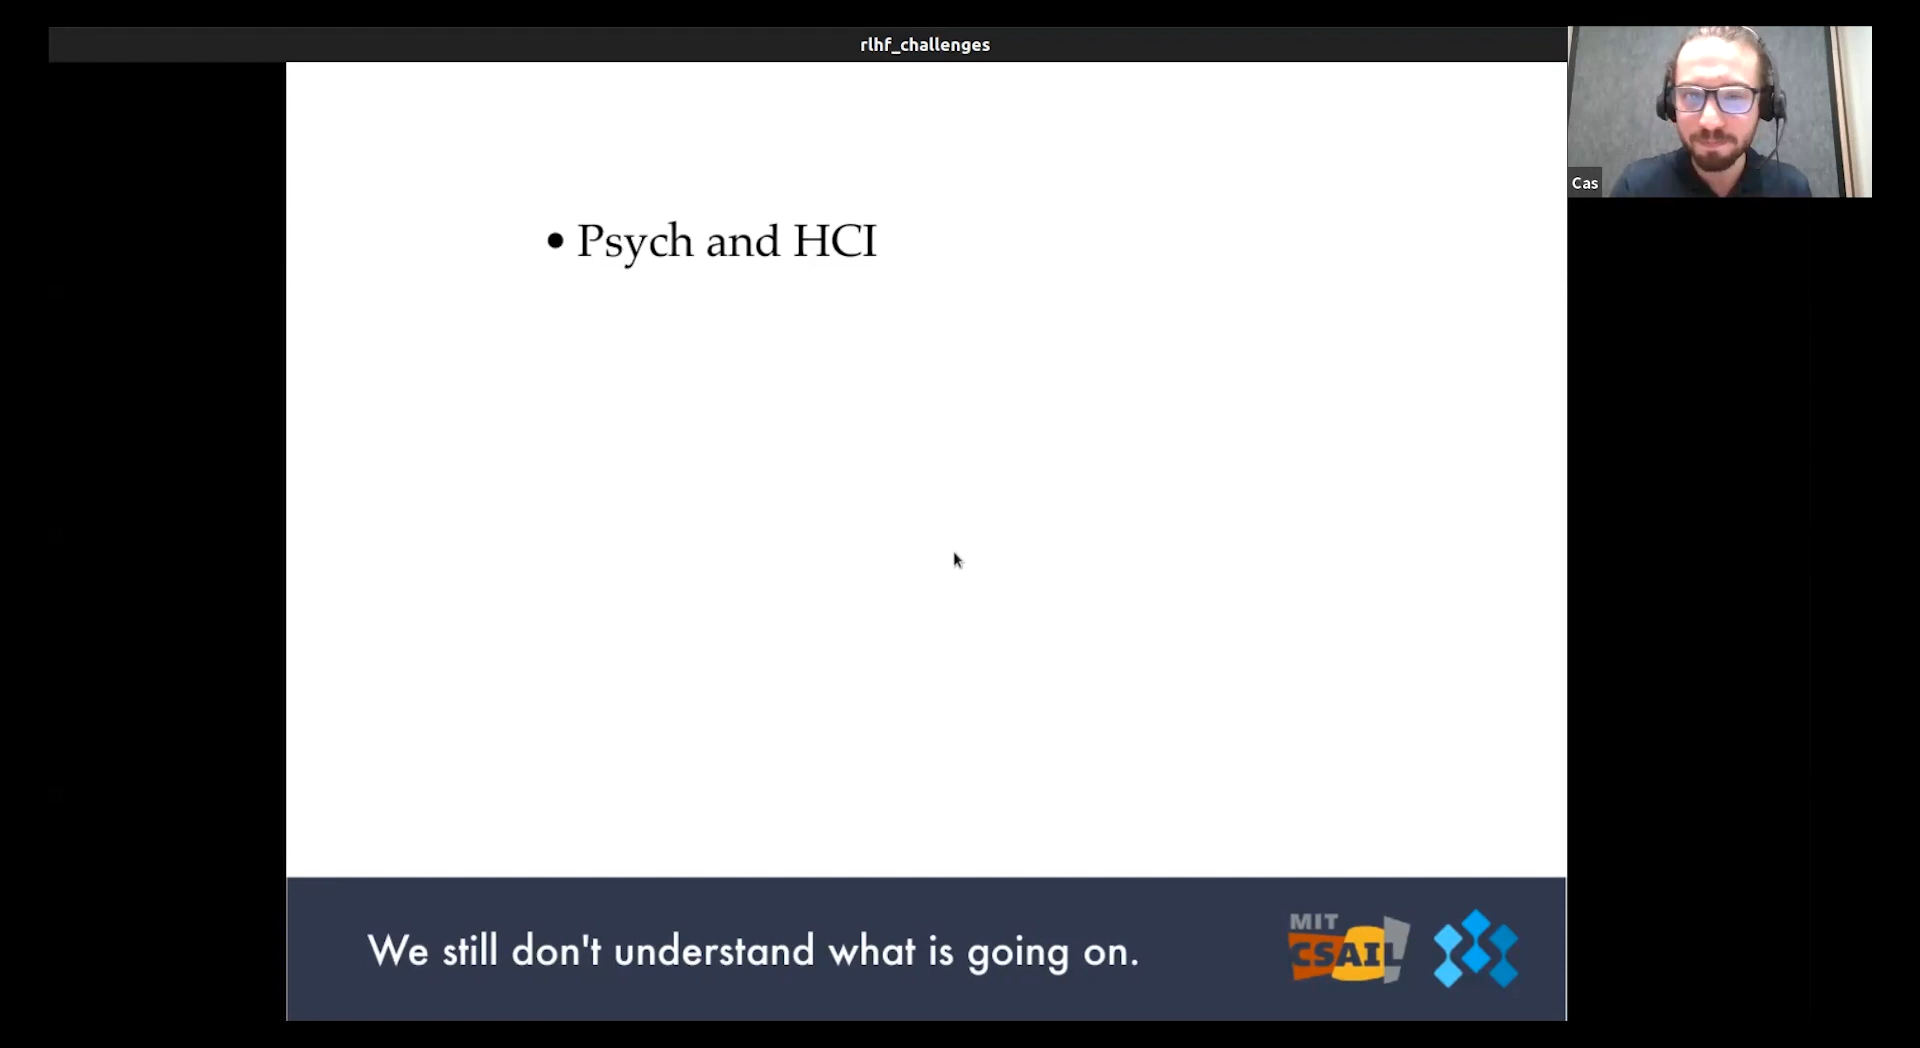 rlhf_challenges
Cas
• Psych and HCI
We still don't understand what is going on.
MIT
CSAIL